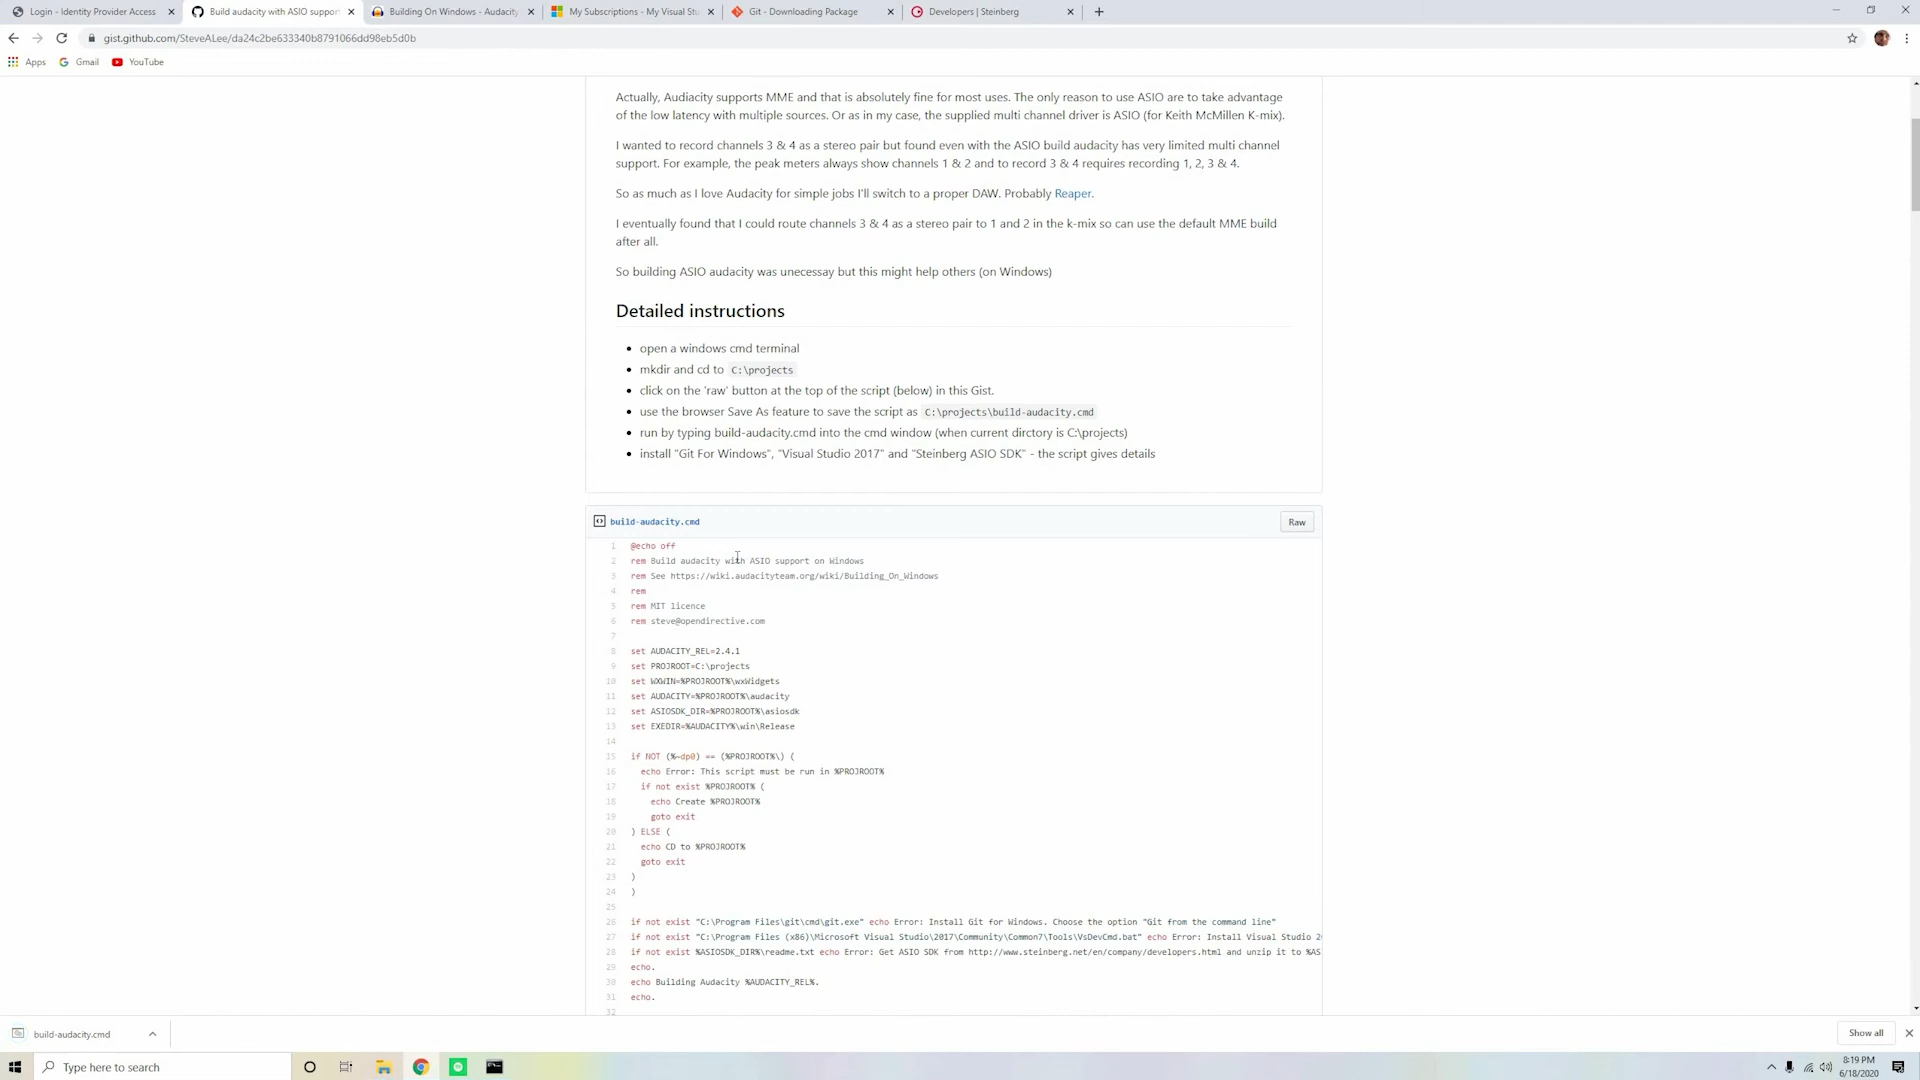 Login - Identity Provider Access
Build audacity with ASIO suppor
Building On Windows - Audacity
My Subscriptions - My Visual Stu
Git - Downloading Package
Developers | Steinberg
gist.github.com/SteveALee/da24c2be633340b8791066dd98eb5d0b
Apps
Gmail
YouTube
Actually, Audiacity supports MME and that is absolutely fine for most uses. The only reason to use ASIO are to take advantage
of the low latency with multiple sources. Or as in my case, the supplied multi channel driver is ASIO (for Keith McMillen K-mix).
I wanted to record channels 3 & 4 as a stereo pair but found even with the ASIO build audacity has very limited multi channel
support. For example, the peak meters always show channels 1 & 2 and to record 3 & 4 requires recording 1, 2, 3 & 4.
So as much as I love Audacity for simple jobs I'll switch to a proper DAW. Probably Reaper.
I eventually found that I could route channels 3 & 4 as a stereo pair to 1 and 2 in the k-mix so can use the default MME build
after all.
So building ASIO audacity was unecessay but this might help others (on Windows)
Detailed instructions
• open a windows cmd terminal
• mkdir and cd to C:\projects
• click on the 'raw' button at the top of the script (below) in this Gist.
• use the browser Save As feature to save the script as C:\projects\build-audacity.cmd
• run by typing build-audacity.cmd into the cmd window (when current dirctory is C:\projects)
• install "Git For Windows", "Visual Studio 2017" and "Steinberg ASIO SDK" - the script gives details
build-audacity.cmd
Raw
1 @echo off
2 rem Build audacity with ASIO support on Windows
3 rem See https://wiki.audacityteam.org/wiki/Building_On_Windows
4 rem
5 rem MIT licence
6 rem steve@opendirective.com
7
8 set AUDACITY_REL=2.4.1
9 set PROJROOT=C:\projects
10 set WXWIN=%PROJROOT%\wxWidgets
11 set AUDACITY=%PROJROOT%\audacity
12 set ASIOSDK_DIR=%PROJROOT%\asiosdk
13 set EXEDIR=%AUDACITY%\win\Release
14
15 if NOT (%~dp0) == (%PROJROOT%\) (
16 echo Error: This script must be run in %PROJROOT%
17 if not exist %PROJROOT% (
18 echo Create %PROJROOT%
19 goto exit
20 ) ELSE (
21 echo CD to %PROJROOT%
22 goto exit
23 )
24 )
25
26 if not exist "C:\Program Files\git\cmd\git.exe" echo Error: Install Git for Windows. Choose the option "Git from the command line"
27 if not exist "C:\Program Files (x86)\Microsoft Visual Studio\2017\Community\Common7\Tools\VsDevCmd.bat" echo Error: Install Visual Studio 2
28 if not exist %ASIOSDK_DIR%\readme.txt echo Error: Get ASIO SDK from http://www.steinberg.net/en/company/developers.html and unzip it to %AS
29 echo.
30 echo Building Audacity %AUDACITY_REL%.
31 echo.
32
build-audacity.cmd
Show all
Type here to search
8:19 PM
6/18/2020